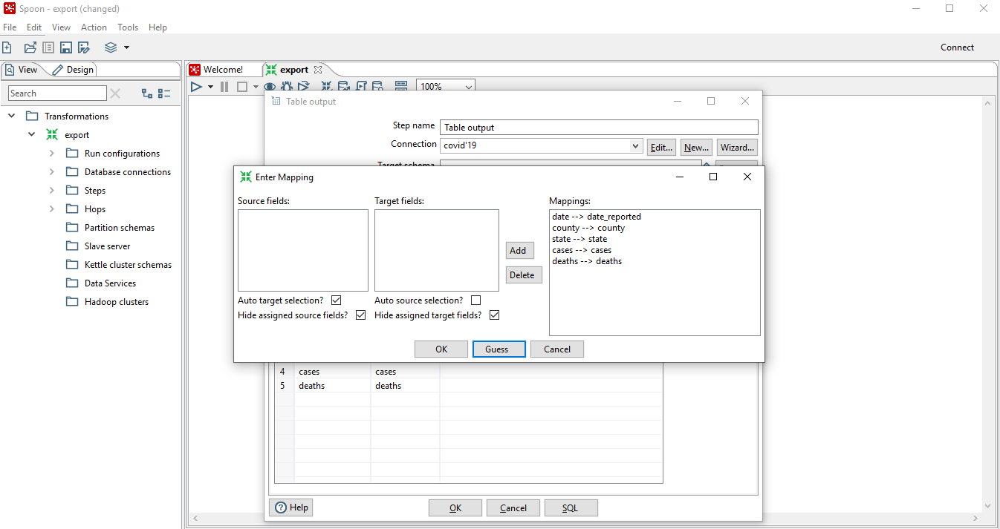 Spoon - export (changed)
File Edit View Action Tools Help
Connect
View Design
Welcome! export
Search
100%
Transformations
export
Run configurations
Database connections
Steps
Hops
Partition schemas
Slave server
Kettle cluster schemas
Data Services
Hadoop clusters
Table output
Step name Table output
Connection covid'19 Edit... New... Wizard...
Target schema
Enter Mapping
Source fields: Target fields: Mappings:
date --> date_reported
county --> county
state --> state
cases --> cases
deaths --> deaths
Add
Delete
Auto target selection? Auto source selection?
Hide assigned source fields? Hide assigned target fields?
OK Guess Cancel
4 cases cases
5 deaths deaths
Help OK Cancel SQL